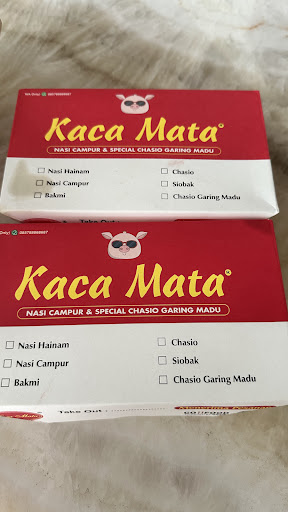 Kaca Mata
NASI CAMPUR & SPECIAL CHASIO GARING MADU
Nasi Hainam
Chasio
Nasi Campur
Siobak
Bakmi
Chasio Garing Madu
Take Out :
Kaca Mata
NASI CAMPUR & SPECIAL CHASIO GARING MADU
Nasi Hainam
Chasio
Nasi Campur
Siobak
Bakmi
Chasio Garing Madu
Take Out :